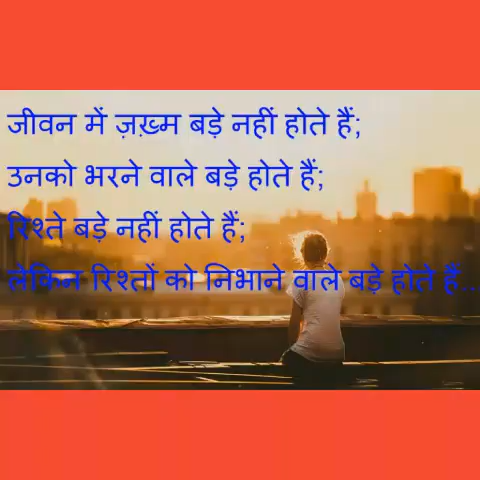 जीवन में ज़ख़्म बड़े नहीं होते हैं;
उनको भरने वाले बड़े होते हैं;
रिश्ते बड़े नहीं होते हैं;
लेकिन रिश्तों को निभाने वाले बड़े होते हैं...